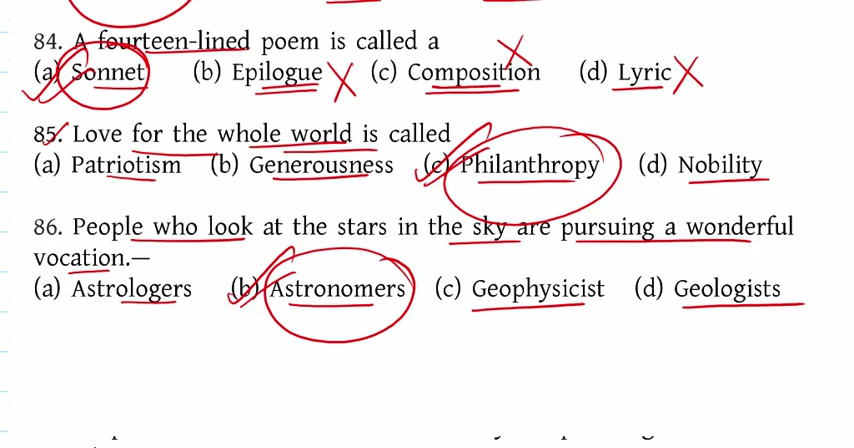 84. A fourteen-lined poem is called a
(a) Sonnet (b) Epilogue (c) Composition (d) Lyric
85. Love for the whole world is called
(a) Patriotism (b) Generousness (c) Philanthropy (d) Nobility
86. People who look at the stars in the sky are pursuing a wonderful
vocation.—
(a) Astrologers (b) Astronomers (c) Geophysicist (d) Geologists